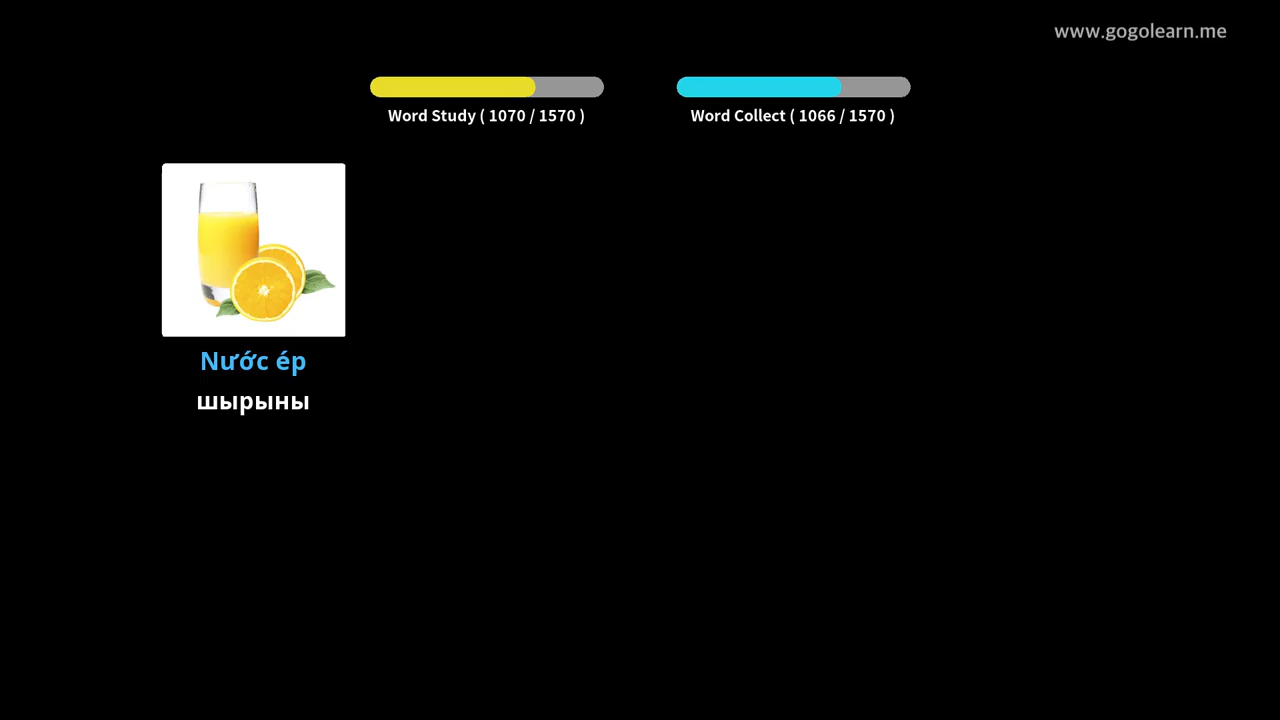 www.gogolearn.me
Word Study ( 1070 / 1570 )
Word Collect ( 1066 / 1570 )
Nước ép
шырыны